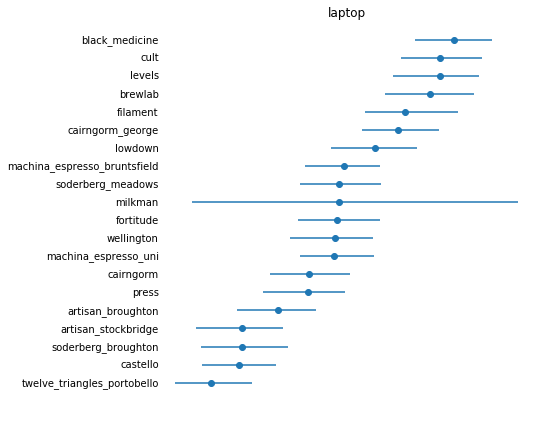 laptop
black_medicine
cult
levels
brewlab
filament
cairngorm_george
lowdown
machina_espresso_bruntsfield
soderberg_meadows
milkman
fortitude
wellington
machina_espresso_uni
cairngorm
press
artisan_broughton
artisan_stockbridge
soderberg_broughton
castello
twelve_triangles_portobello